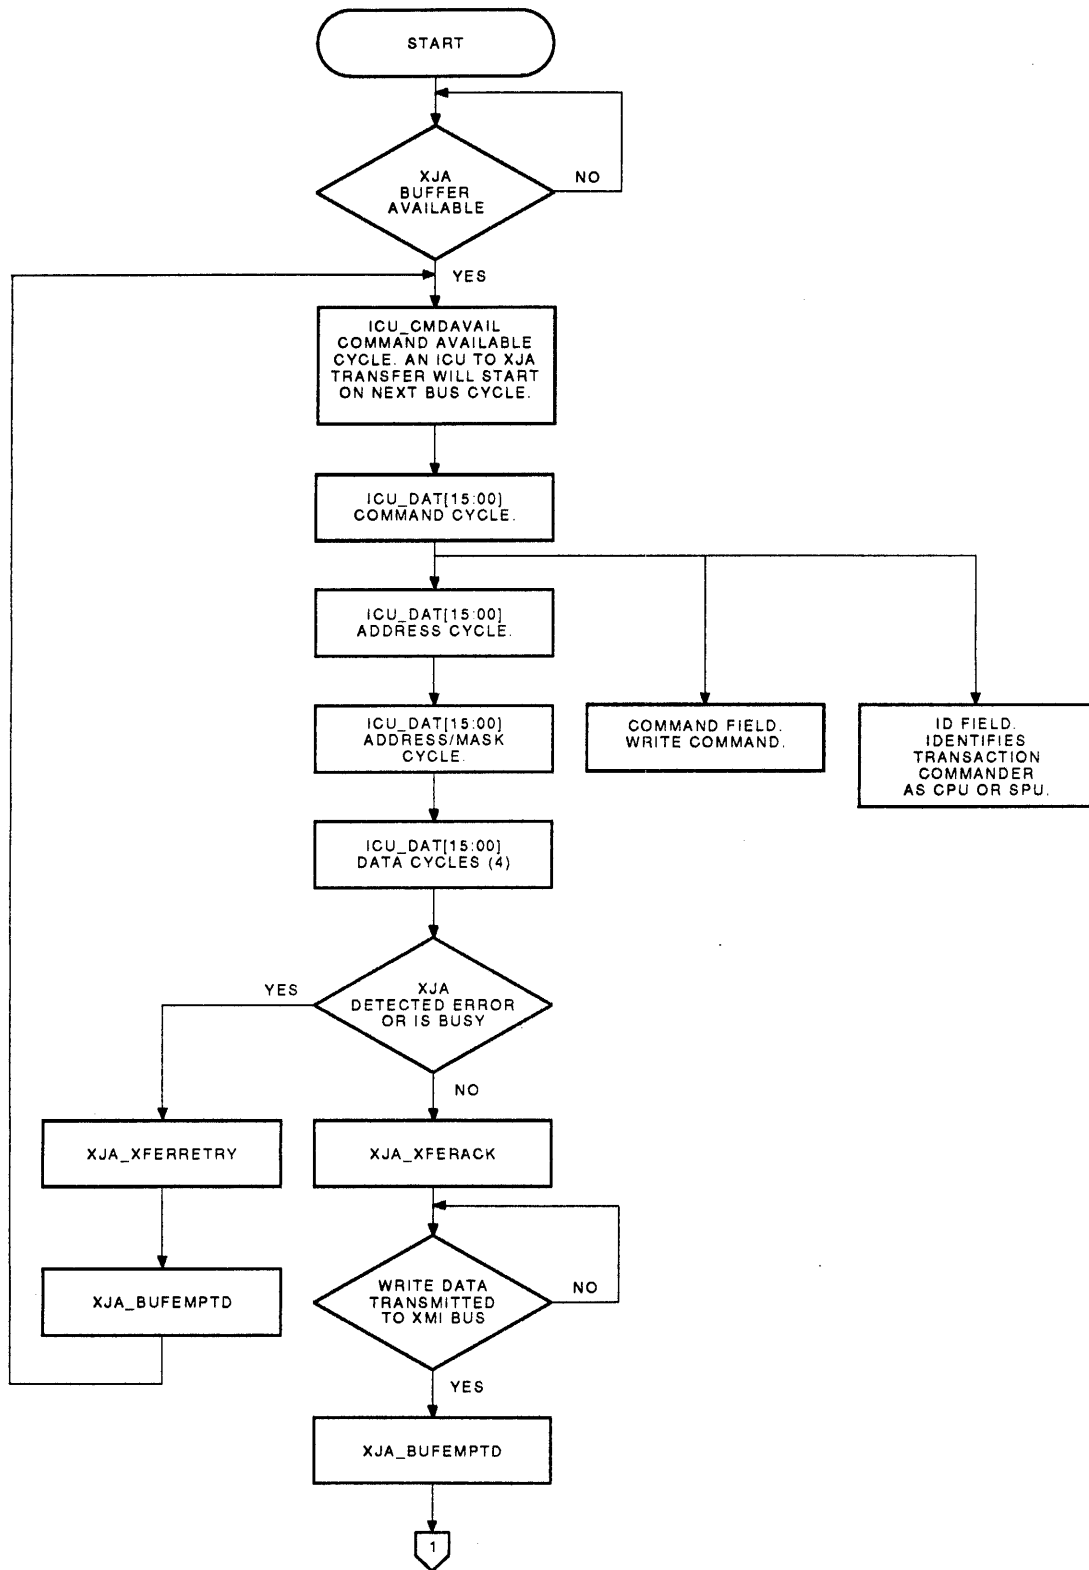 START
XJA
BUFFER
AVAILABLE
NO
YES
ICU_CMDAVAIL
COMMAND AVAILABLE
CYCLE. AN ICU TO XJA
TRANSFER WILL START
ON NEXT BUS CYCLE.
ICU_DAT[15:00]
COMMAND CYCLE.
ICU_DAT[15:00]
ADDRESS CYCLE.
ICU_DAT[15:00]
ADDRESS/MASK
CYCLE.
COMMAND FIELD.
WRITE COMMAND.
ID FIELD.
IDENTIFIES
TRANSACTION
COMMANDER
AS CPU OR SPU.
ICU_DAT[15:00]
DATA CYCLES (4)
XJA
DETECTED ERROR
OR IS BUSY
YES
NO
XJA_XFERRETRY
XJA_XFERACK
XJA_BUFEMPTD
WRITE DATA
TRANSMITTED
TO XMI BUS
NO
YES
XJA_BUFEMPTD
1